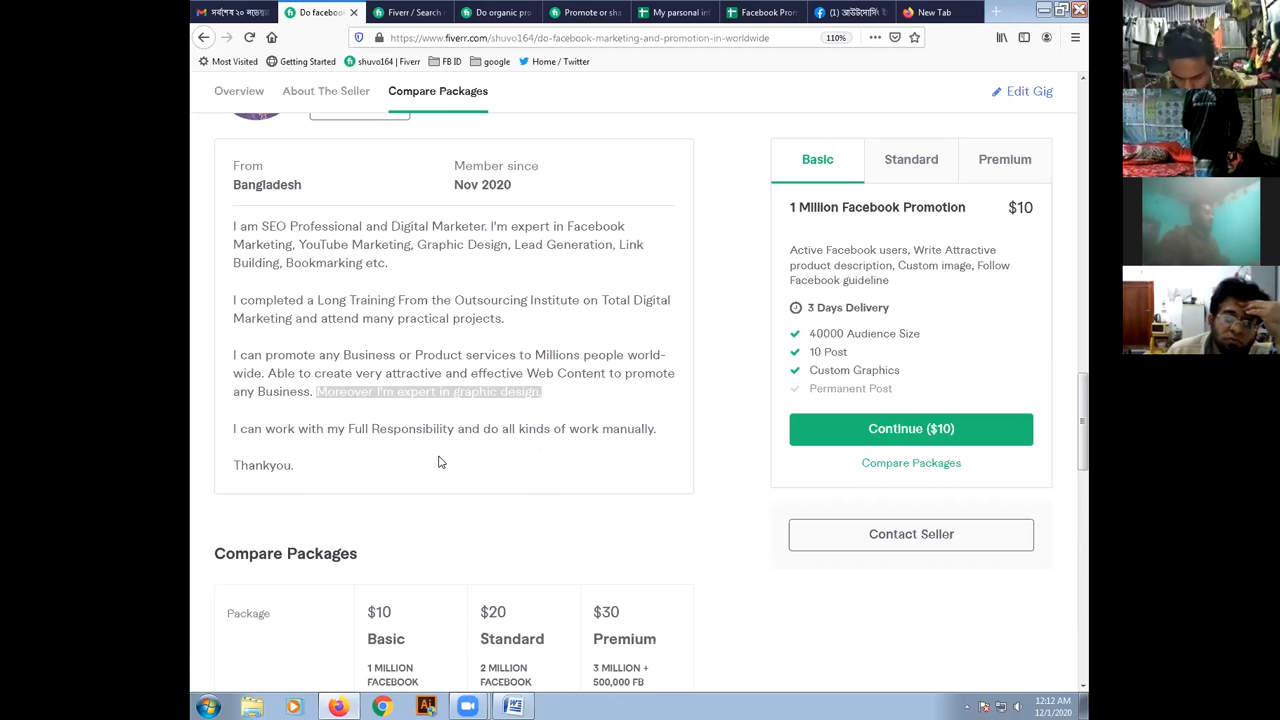 সর্বশেষ ২০ নভেম্বর
Do facebook
Fiverr / Search r
Do organic pro
Promote or sha
My parsonal inf
Facebook Pron
(1) আউটসোর্সিং ই
New Tab
https://www.fiverr.com/shuvo164/do-facebook-marketing-and-promotion-in-worldwide
110%
Most Visited
Getting Started
shuvo164 | Fiverr
FB ID
google
Home / Twitter
Overview
About The Seller
Compare Packages
Edit Gig
From
Bangladesh
Member since
Nov 2020
I am SEO Professional and Digital Marketer. I'm expert in Facebook
Marketing, YouTube Marketing, Graphic Design, Lead Generation, Link
Building, Bookmarking etc.
I completed a Long Training From the Outsourcing Institute on Total Digital
Marketing and attend many practical projects.
I can promote any Business or Product services to Millions people world-
wide. Able to create very attractive and effective Web Content to promote
any Business. Moreover I'm expert in graphic design.
I can work with my Full Responsibility and do all kinds of work manually.
Thankyou.
Basic
Standard
Premium
1 Million Facebook Promotion $10
Active Facebook users, Write Attractive
product description, Custom image, Follow
Facebook guideline
3 Days Delivery
40000 Audience Size
10 Post
Custom Graphics
Permanent Post
Continue ($10)
Compare Packages
Contact Seller
Compare Packages
Package
$10
Basic
1 MILLION
FACEBOOK
$20
Standard
2 MILLION
FACEBOOK
$30
Premium
3 MILLION +
500,000 FB
12:12 AM
12/1/2020